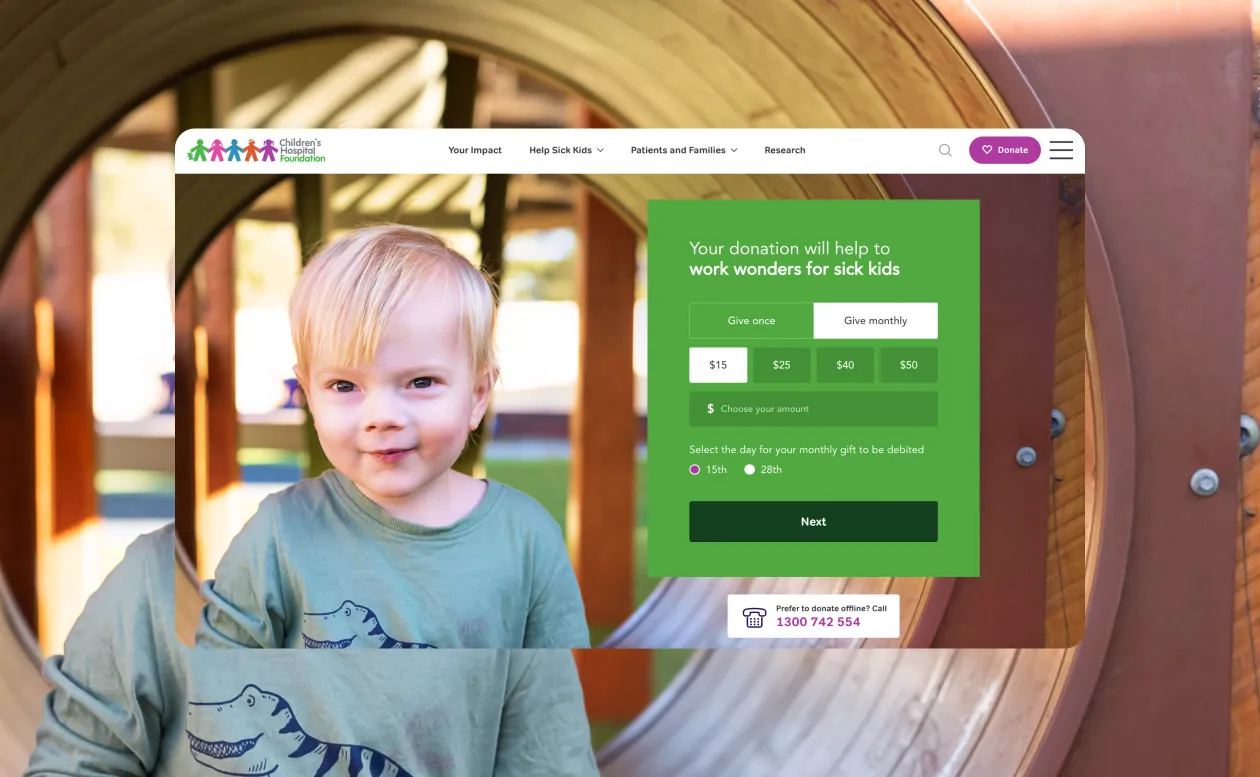 Children's
Hospital
Foundation
Your Impact
Help Sick Kids
Patients and Families
Research
Donate
Your donation will help to
work wonders for sick kids
Give once
Give monthly
$15
$25
$40
$50
$ Choose your amount
Select the day for your monthly gift to be debited
15th
28th
Next
Prefer to donate offline? Call
1300 742 554